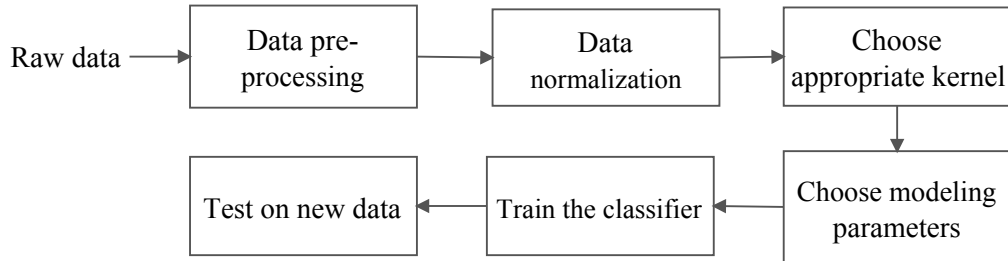 Raw data
Data pre-
processing
Data
normalization
Choose
appropriate kernel
Choose modeling
parameters
Train the classifier
Test on new data